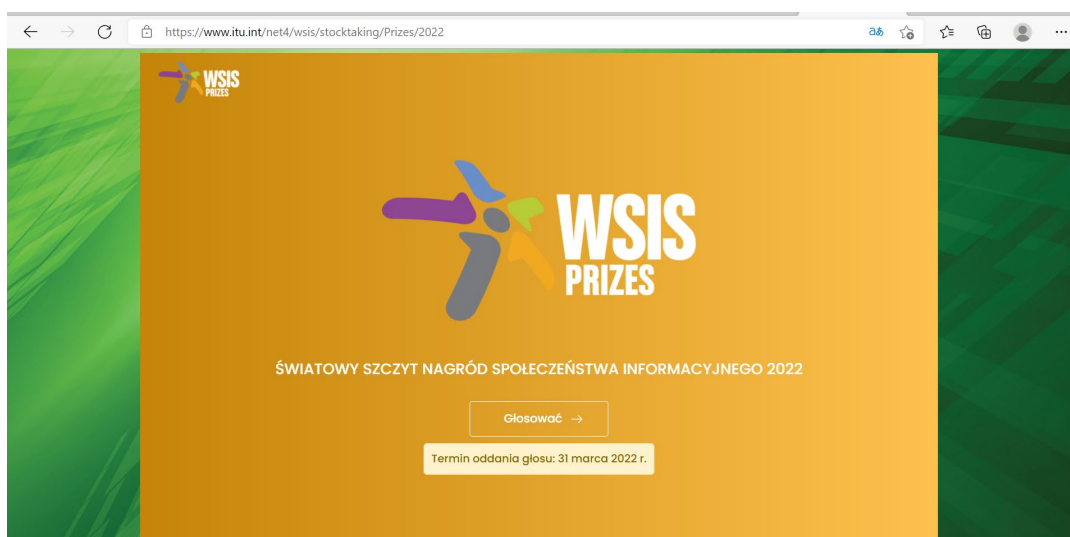 https://www.itu.int/net4/wsis/stocktaking/Prizes/2022
WSIS
PRIZES
WSIS
PRIZES
ŚWIATOWY SZCZYT NAGRÓD SPOŁECZEŃSTWA INFORMACYJNEGO 2022
Głosować →
Termin oddania głosu: 31 marca 2022 r.